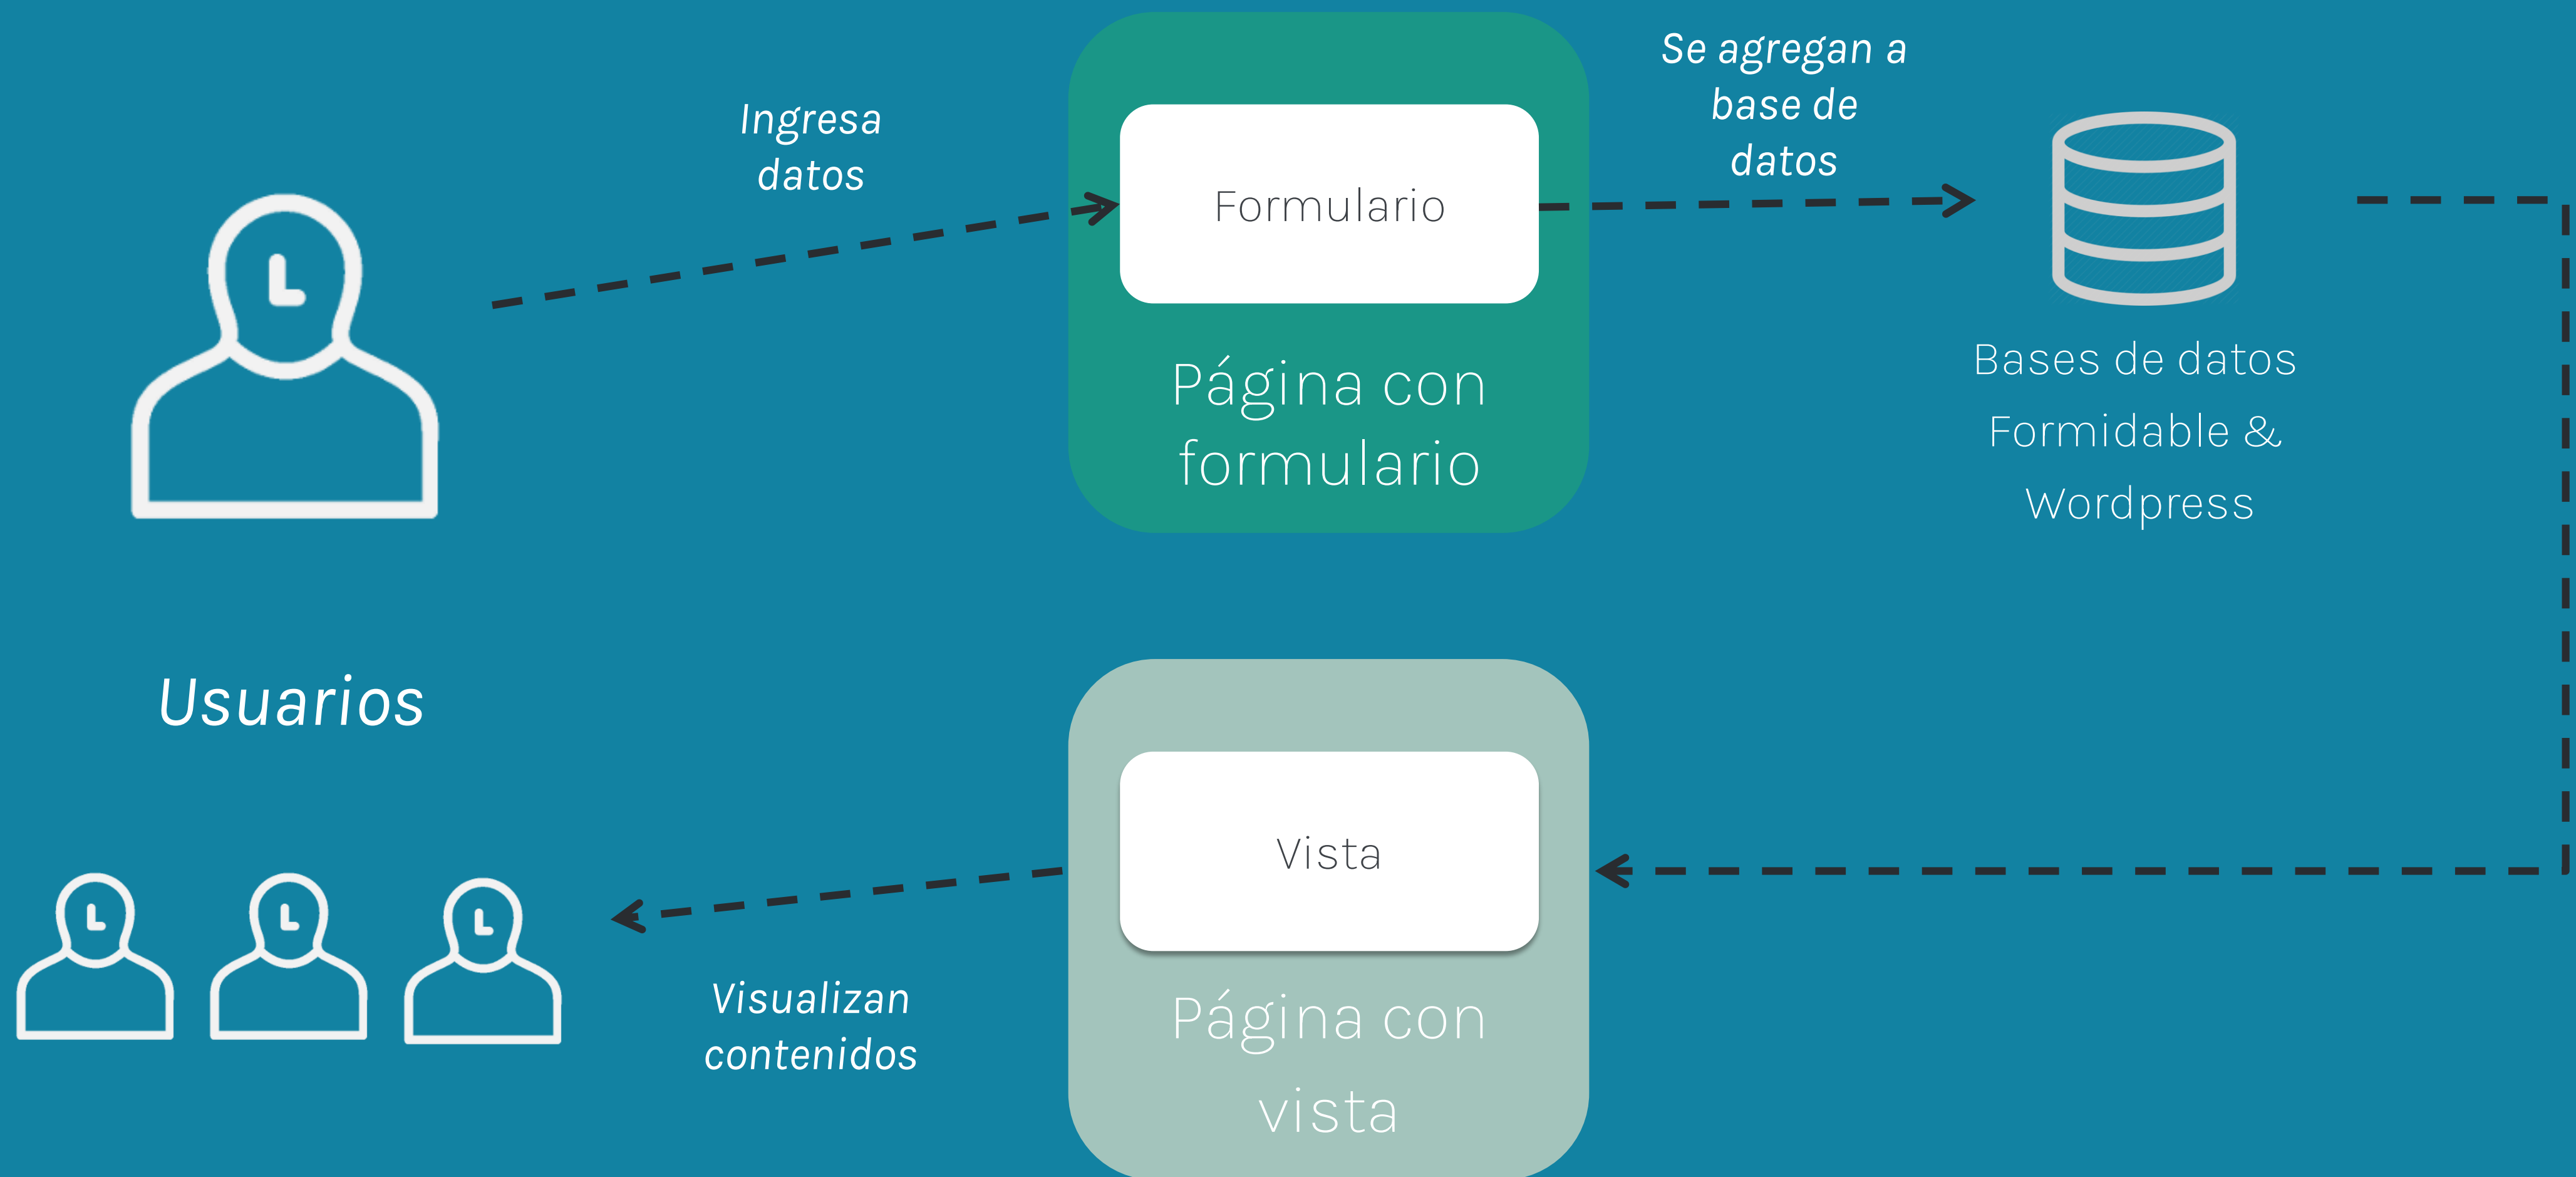 Ingresa
datos
Formulario
Página con
formulario
Se agregan a
base de
datos
Bases de datos
Formidable &
Wordpress
Usuarios
Vista
Página con
vista
Visualizan
contenidos